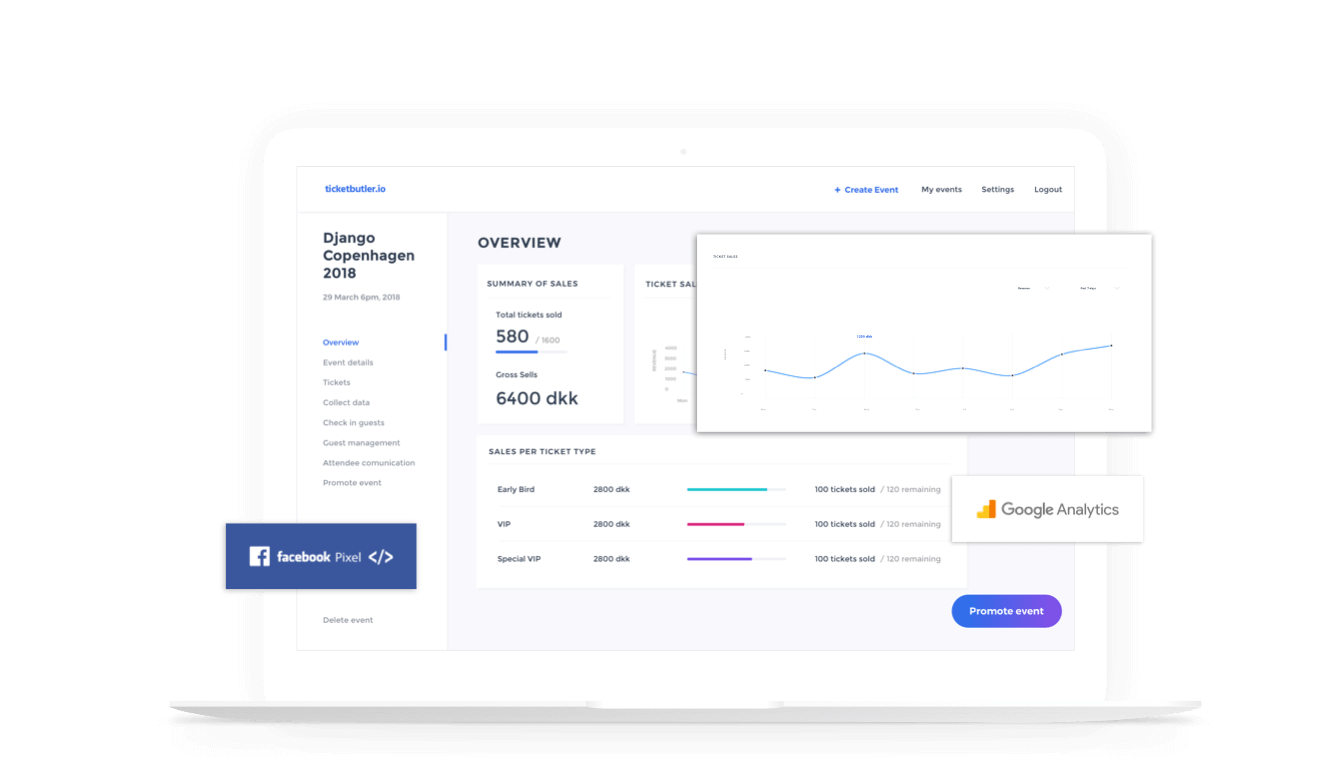 ticketbutler.io
+ Create Event
My events
Settings
Logout
Django
Copenhagen
2018
29 March 6pm, 2018
Overview
Event details
Tickets
Collect data
Check in guests
Guest management
Attendee comunication
Promote event
Delete event
OVERVIEW
SUMMARY OF SALES
Total tickets sold
580 / 1600
Gross Sells
6400 dkk
TICKET SAL
REVENUE
Mon
TICKET SALES
SALES PER TICKET TYPE
Early Bird 2800 dkk 100 tickets sold / 120 remaining
VIP 2800 dkk 100 tickets sold / 120 remaining
Special VIP 2800 dkk 100 tickets sold / 120 remaining
facebook Pixel </>
Google Analytics
Promote event